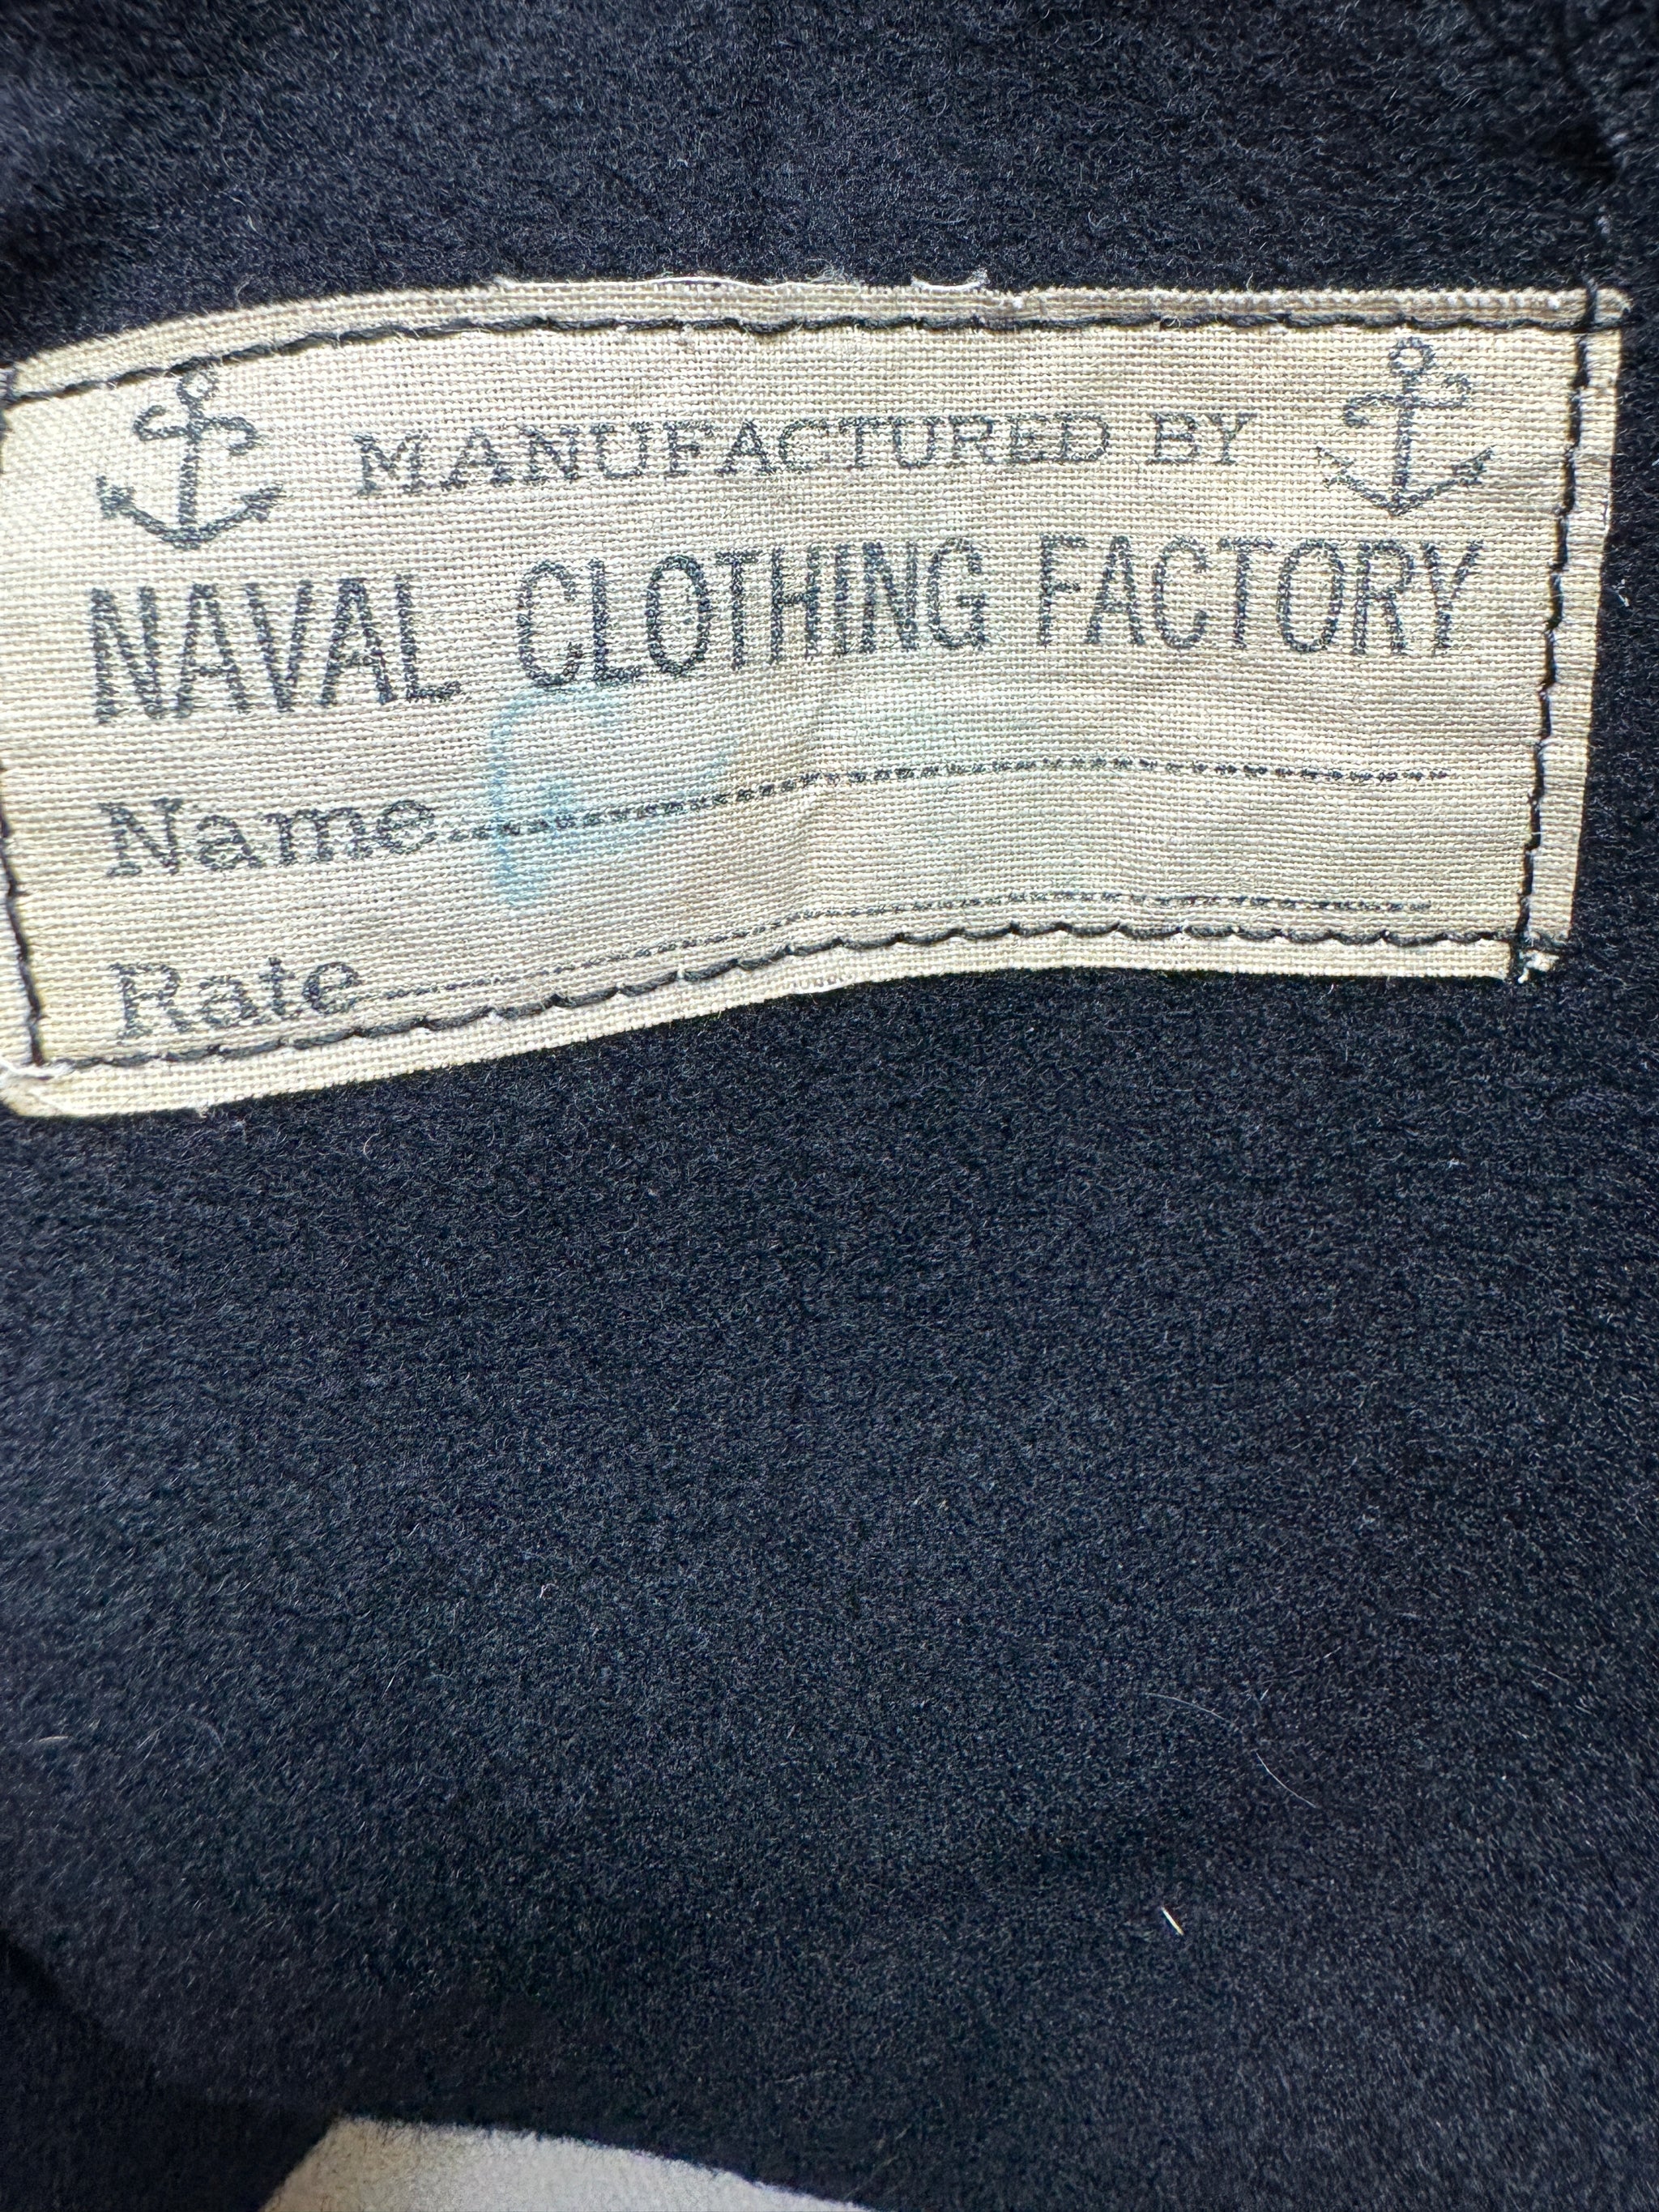 MANUFACTURED BY
NAVAL CLOTHING FACTORY
Name
Rate